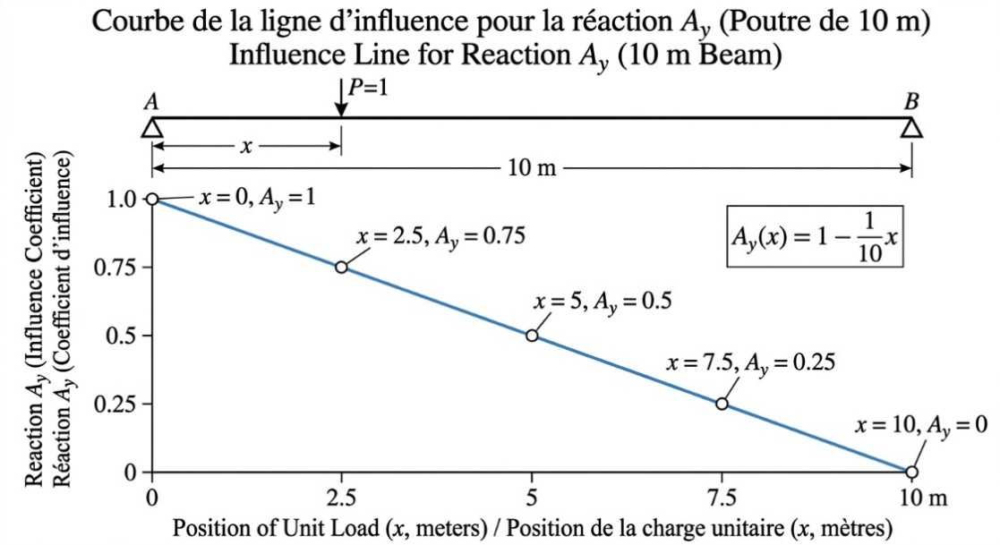 Courbe de la ligne d'influence pour la réaction A_y (Poutre de 10 m)
Influence Line for Reaction A_y (10 m Beam)
P=1
A
B
x
10 m
Reaction A_y (Influence Coefficient)
Réaction A_y (Coefficient d'influence)
1.0
0.75
0.5
0.25
0
x = 0, A_y = 1
x = 2.5, A_y = 0.75
x = 5, A_y = 0.5
x = 7.5, A_y = 0.25
x = 10, A_y = 0
A_y(x) = 1 − 1/10 x
0 2.5 5 7.5 10 m
Position of Unit Load (x, meters) / Position de la charge unitaire (x, mètres)